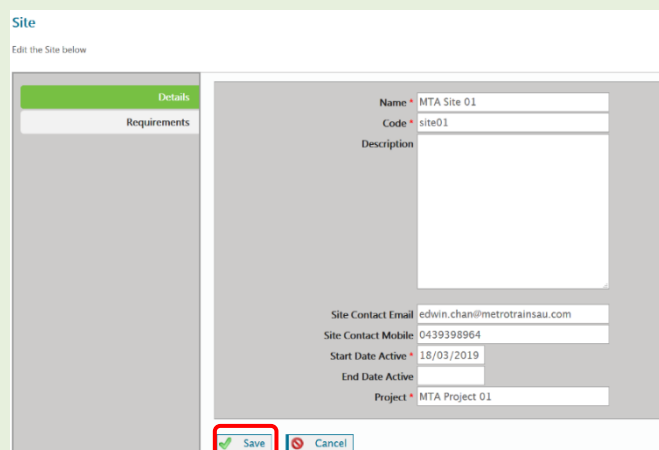 Site
Edit the Site below
Details
Requirements
Name * MTA Site 01
Code * site01
Description
Site Contact Email edwin.chan@metrotrainsau.com
Site Contact Mobile 0439398964
Start Date Active * 18/03/2019
End Date Active
Project * MTA Project 01
Save Cancel